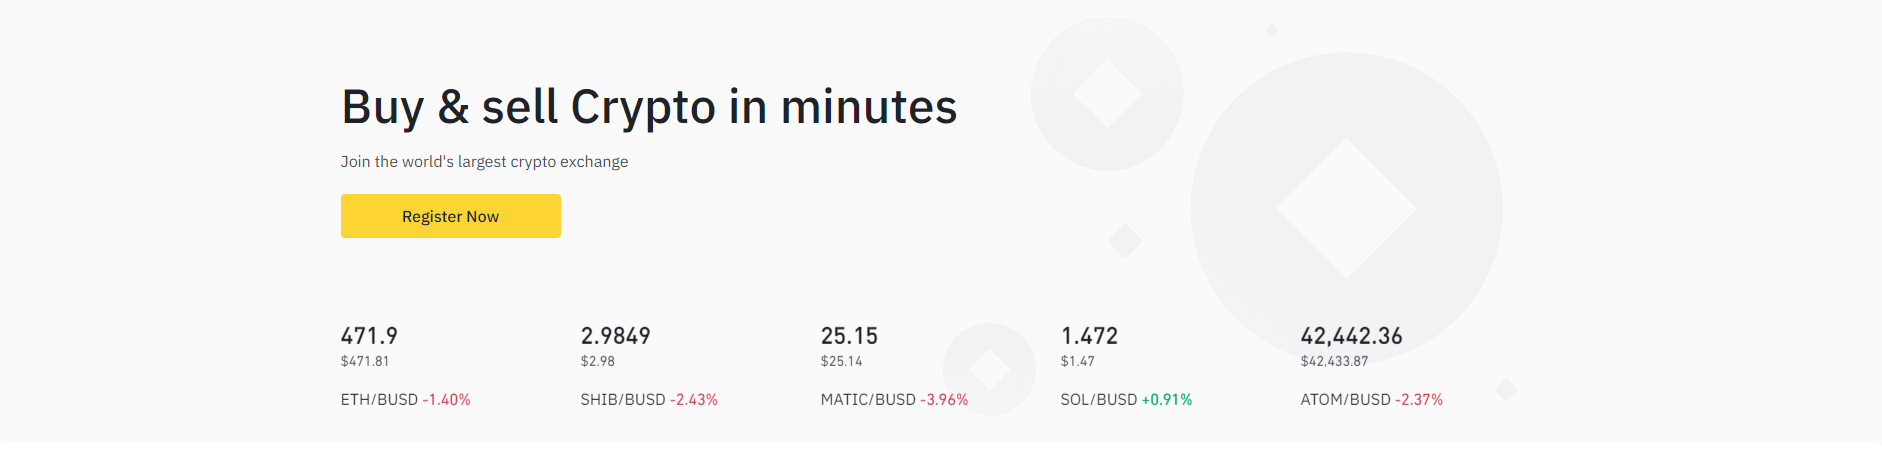 Buy & sell Crypto in minutes
Join the world's largest crypto exchange
Register Now
471.9 2.9849 25.15 1.472 42,442.36
$471.81 $2.98 $25.14 $1.47 $42,433.87
ETH/BUSD -1.40% SHIB/BUSD -2.43% MATIC/BUSD -3.96% SOL/BUSD +0.91% ATOM/BUSD -2.37%